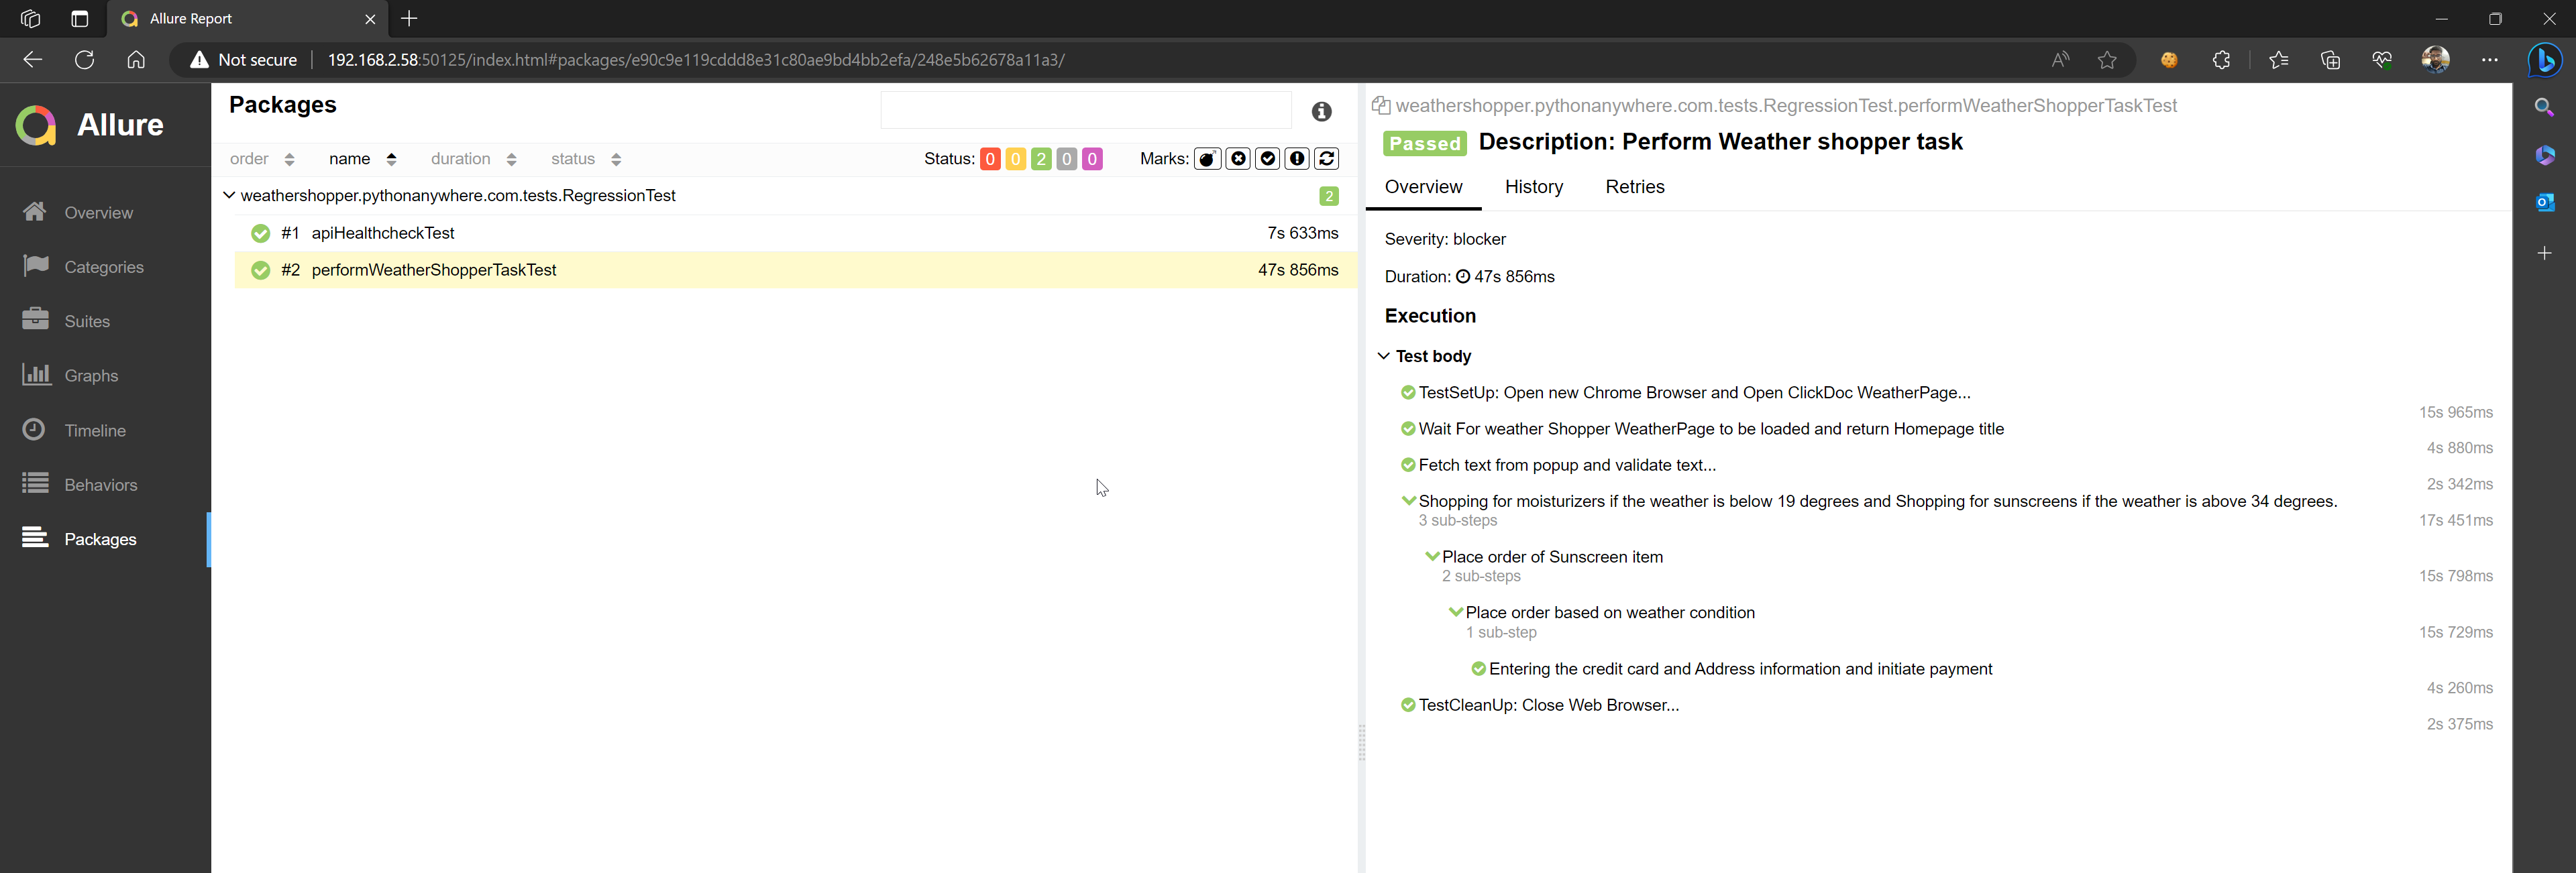 Allure Report
Not secure
192.168.2.58:50125/index.html#packages/e90c9e119cddd8e31c80ae9bd4bb2efa/248e5b62678a11a3/
Allure
Overview
Categories
Suites
Graphs
Timeline
Behaviors
Packages
Packages
order name duration status
Status: 0 0 2 0 0 Marks:
weathershopper.pythonanywhere.com.tests.RegressionTest 2
#1 apiHealthcheckTest 7s 633ms
#2 performWeatherShopperTaskTest 47s 856ms
weathershopper.pythonanywhere.com.tests.RegressionTest.performWeatherShopperTaskTest
Passed Description: Perform Weather shopper task
Overview History Retries
Severity: blocker
Duration: 47s 856ms
Execution
Test body
TestSetUp: Open new Chrome Browser and Open ClickDoc WeatherPage...
15s 965ms
Wait For weather Shopper WeatherPage to be loaded and return Homepage title
4s 880ms
Fetch text from popup and validate text...
2s 342ms
Shopping for moisturizers if the weather is below 19 degrees and Shopping for sunscreens if the weather is above 34 degrees.
3 sub-steps 17s 451ms
Place order of Sunscreen item
2 sub-steps 15s 798ms
Place order based on weather condition
1 sub-step 15s 729ms
Entering the credit card and Address information and initiate payment
4s 260ms
TestCleanUp: Close Web Browser...
2s 375ms